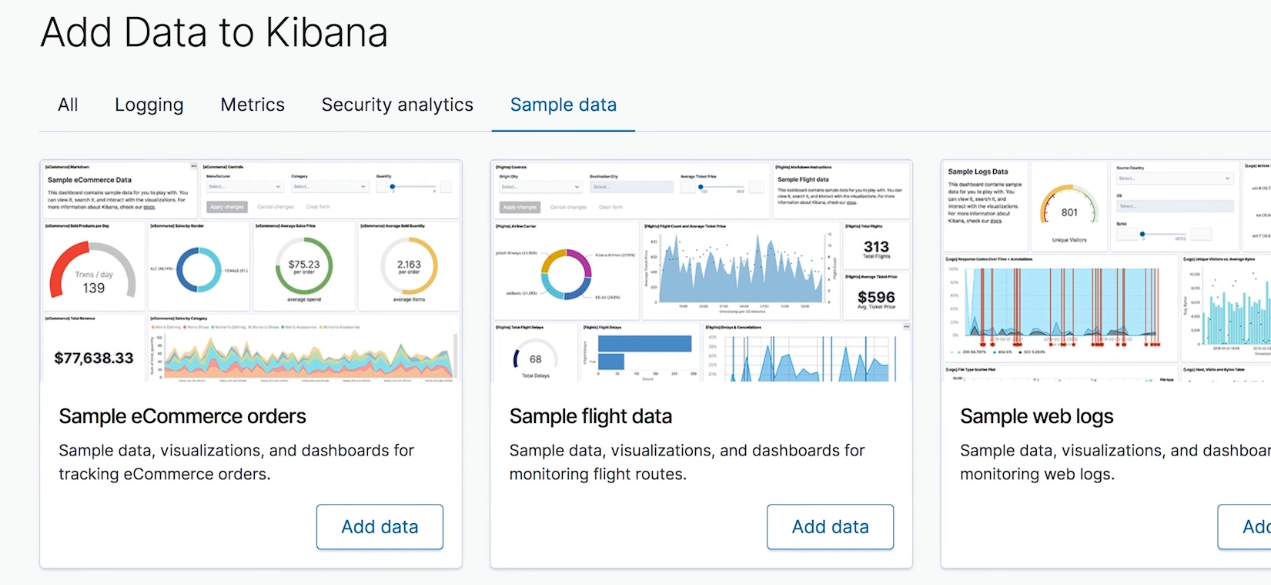 Add Data to Kibana
All Logging Metrics Security analytics Sample data
[eCommerce] Markdown
[eCommerce] Controls
Sample eCommerce Data
This dashboard contains sample data for you to play with. You
can view it, search it, and interact with the visualizations. For
more information about Kibana, check our docs.
Manufacturer Category Quantity
Select... Select...
Apply changes Cancel changes Clear form
[eCommerce] Sold Products per Day
[eCommerce] Sales by Gender
[eCommerce] Average Sales Price
[eCommerce] Average Sold Quantity
Trxns / day
139
$75.23
per order
average spend
2.163
per order
average items
[eCommerce] Total Revenue
[eCommerce] Sales by Category
$77,638.33
Sample eCommerce orders
Sample data, visualizations, and dashboards for
tracking eCommerce orders.
Add data
[Flights] Controls
[Flights] Markdown Instructions
Origin City Destination City Average Ticket Price
Select... Select...
Apply changes Cancel changes Clear form
Sample Flight data
This dashboard contains sample data for you to play with. You can
view it, search it, and interact with the visualizations. For more
information about Kibana, check our docs.
[Flights] Airline Carrier
[Flights] Flight Count and Average Ticket Price
[Flights] Total Flights
313
Total Flights
[Flights] Average Ticket Price
$596
Avg. Ticket Price
[Flights] Total Flight Delays
[Flights] Flight Delays
[Flights] Delays & Cancellations
68
Total Delays
Count
Sample flight data
Sample data, visualizations, and dashboards for
monitoring flight routes.
Add data
Sample Logs Data
This dashboard contains sample
data for you to play with. You
can view it, search it, and
interact with the visualizations.
For more information about
Kibana, check our docs.
801
Unique Visitors
Source Country
Select...
OS
Select...
Bytes
[Logs] Response Codes Over Time + Annotations
[Logs] Unique Visitors vs. Average Bytes
[Logs] File Type Scatter Plot
[Logs] Host, Visits and Bytes Table
Sample web logs
Sample data, visualizations, and dashboar
monitoring web logs.
Add